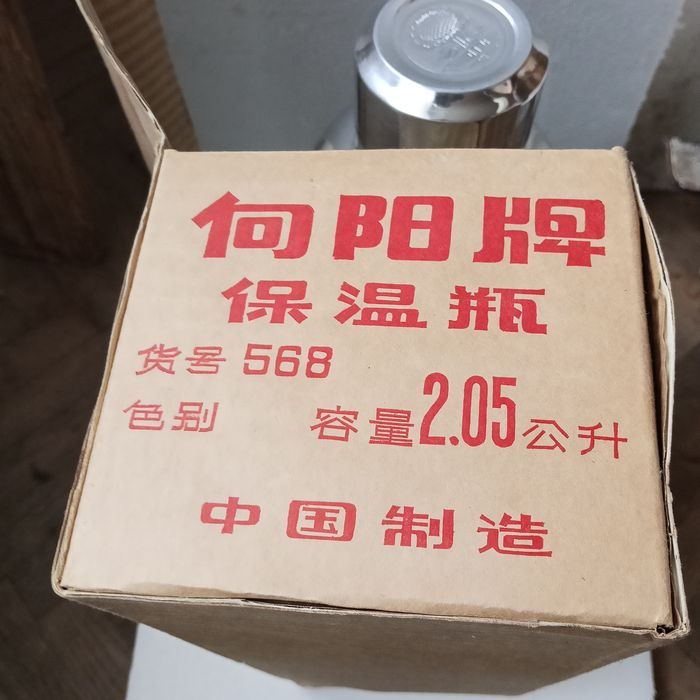 向阳牌
保温瓶
货号 568
色别 容量 2.05 公升
中国制造